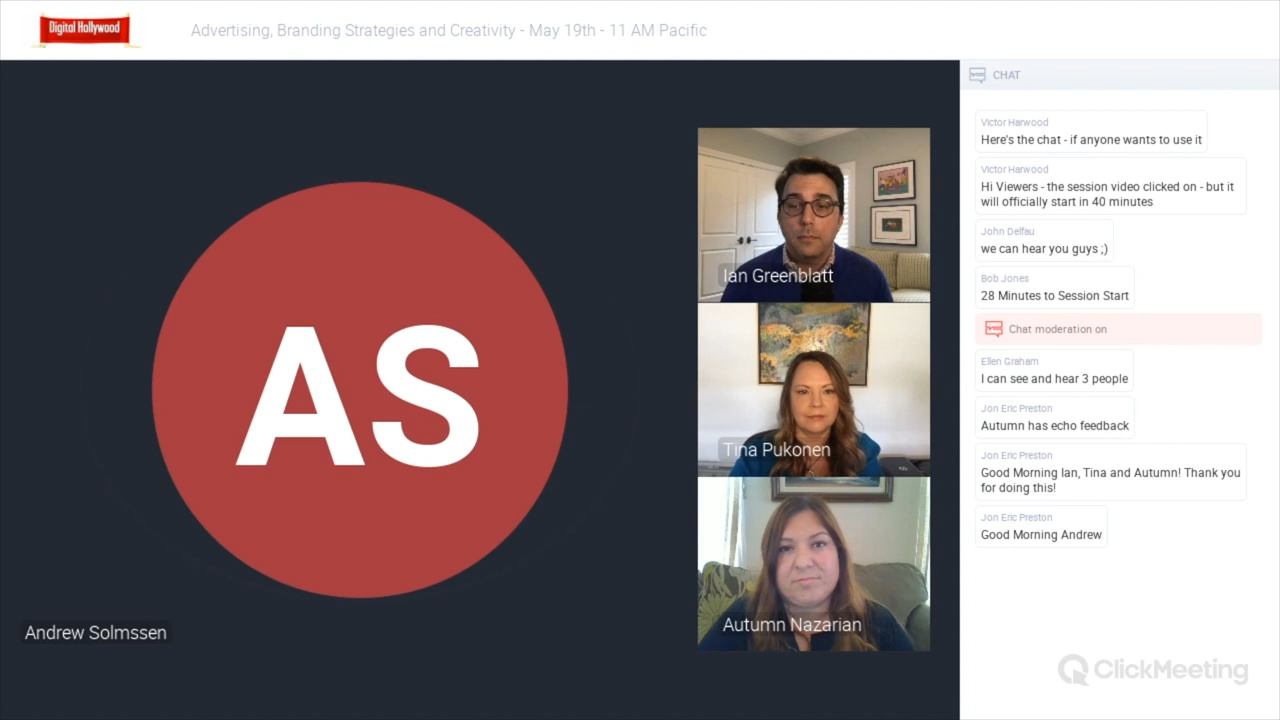 Digital Hollywood
Advertising, Branding Strategies and Creativity - May 19th - 11 AM Pacific
AS
Andrew Solmssen
Ian Greenblatt
Tina Pukonen
Autumn Nazarian
CHAT
Victor Harwood
Here's the chat - if anyone wants to use it
Victor Harwood
Hi Viewers - the session video clicked on - but it
will officially start in 40 minutes
John Delfau
we can hear you guys ;)
Bob Jones
28 Minutes to Session Start
Chat moderation on
Ellen Graham
I can see and hear 3 people
Jon Eric Preston
Autumn has echo feedback
Jon Eric Preston
Good Morning Ian, Tina and Autumn! Thank you
for doing this!
Jon Eric Preston
Good Morning Andrew
ClickMeeting